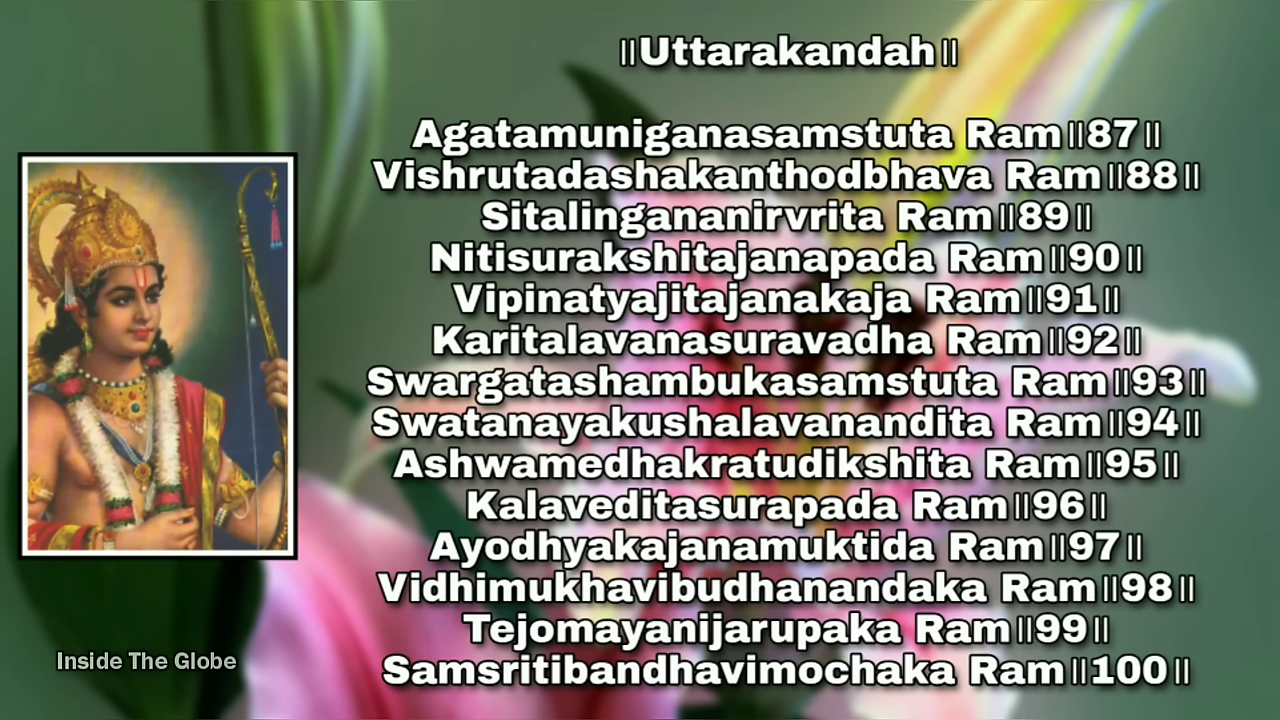 ॥Uttarakandah॥
Agatamuniganasamstuta Ram॥87॥
Vishrutadashakanthodbhava Ram॥88॥
Sitalingananirvrita Ram॥89॥
Nitisurakshitajanapada Ram॥90॥
Vipinatyajitajanakaja Ram॥91॥
Karitalavanasuravadha Ram॥92॥
Swargatashambukasamstuta Ram॥93॥
Swatanayakushalavanandita Ram॥94॥
Ashwamedhakratudikshita Ram॥95॥
Kalaveditasurapada Ram॥96॥
Ayodhyakajanamuktida Ram॥97॥
Vidhimukhavibudhanandaka Ram॥98॥
Tejomayanijarupaka Ram॥99॥
Samsritibandhavimochaka Ram॥100॥
Inside The Globe